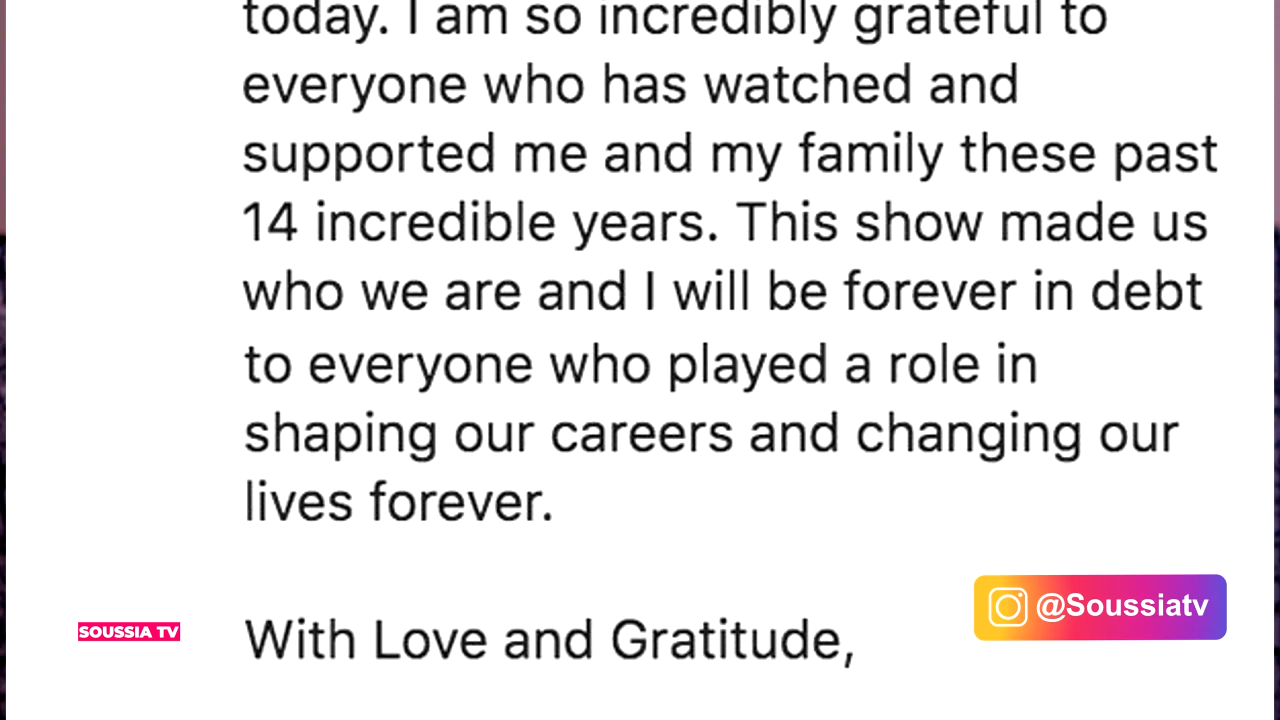 today. I am so incredibly grateful to
everyone who has watched and
supported me and my family these past
14 incredible years. This show made us
who we are and I will be forever in debt
to everyone who played a role in
shaping our careers and changing our
lives forever.
With Love and Gratitude,
SOUSSIA TV
@Soussiatv